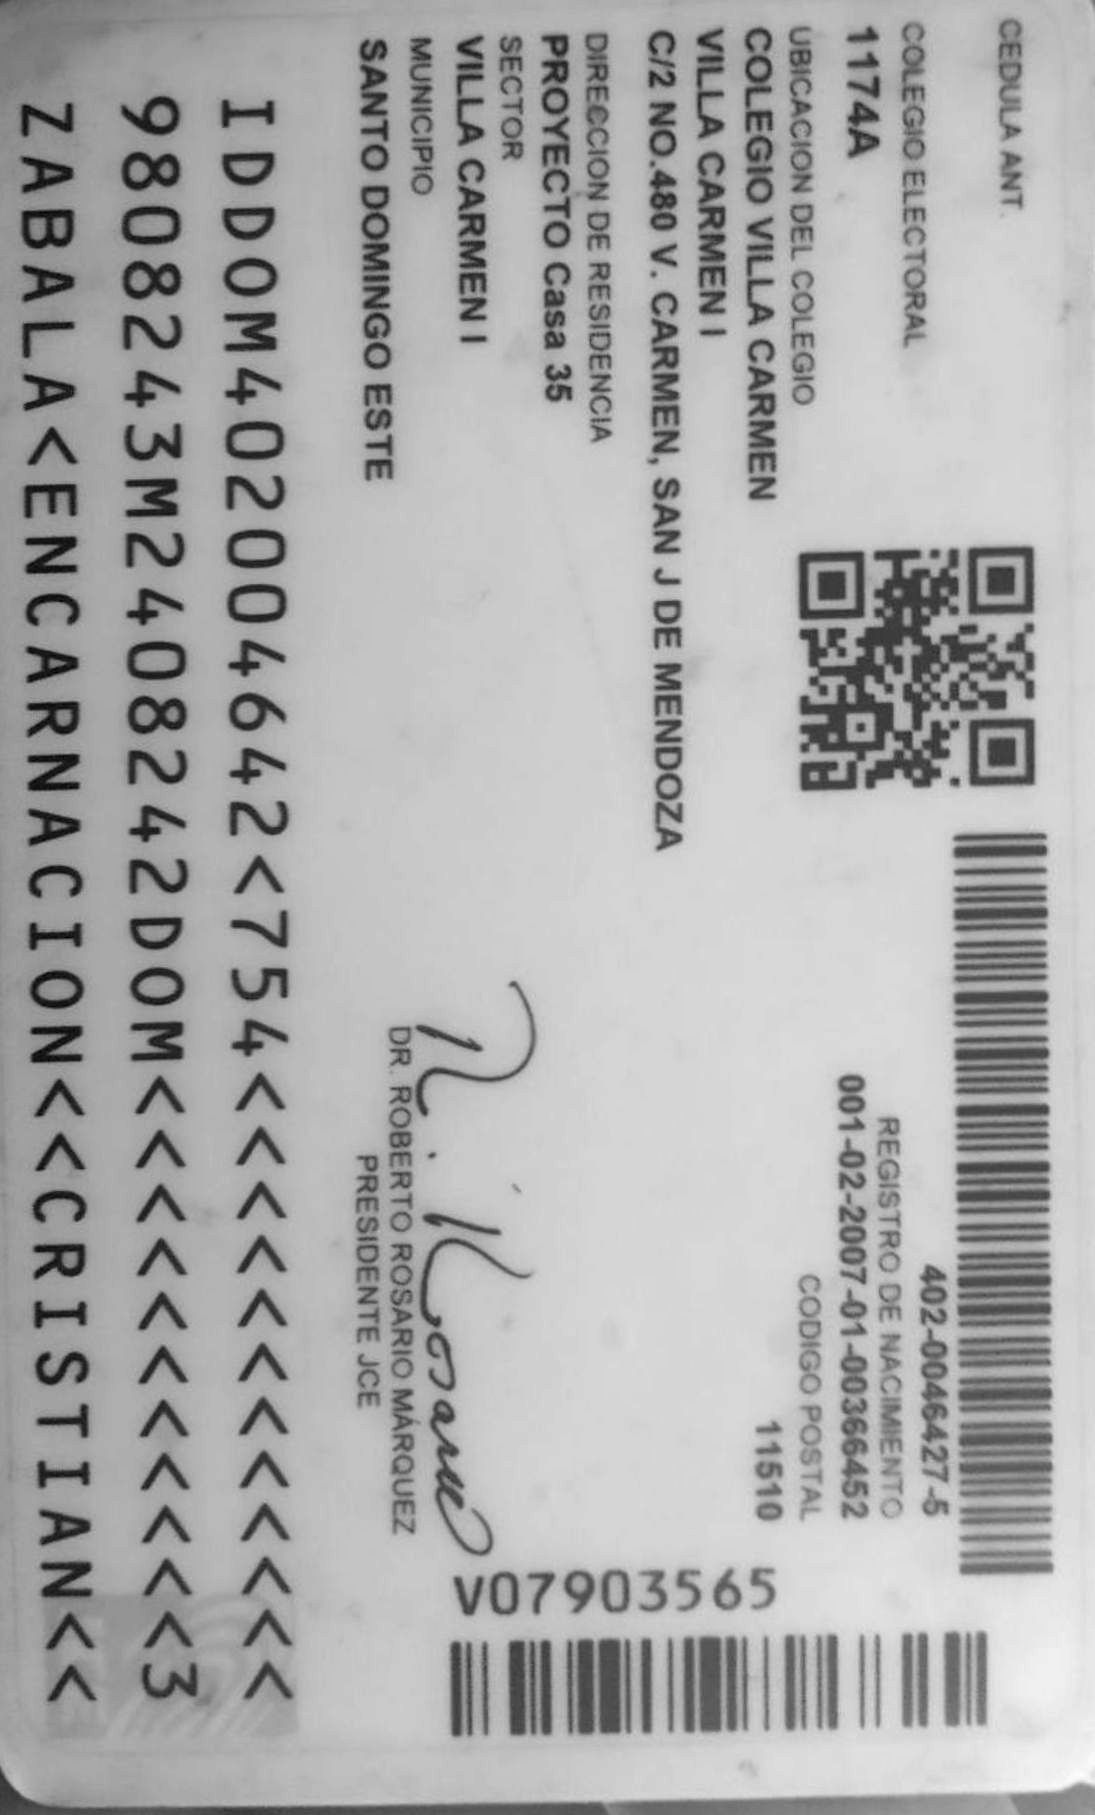 CEDULA ANT.
COLEGIO ELECTORAL
1174A
UBICACION DEL COLEGIO
COLEGIO VILLA CARMEN
VILLA CARMEN I
C/2 NO.480 V. CARMEN, SAN J DE MENDOZA
DIRECCION DE RESIDENCIA
PROYECTO Casa 35
SECTOR
VILLA CARMEN I
MUNICIPIO
SANTO DOMINGO ESTE
402-0046427-5
REGISTRO DE NACIMIENTO
001-02-2007-01-00366452
CODIGO POSTAL
11510
V07903565
R. Rosario
DR. ROBERTO ROSARIO MÁRQUEZ
PRESIDENTE JCE
IDDOM402004642<754<<<<<<<<<<<<
9808243M2408242DOM<<<<<<<<<<<3
ZABALA<ENCARNACION<<CRISTIAN<<